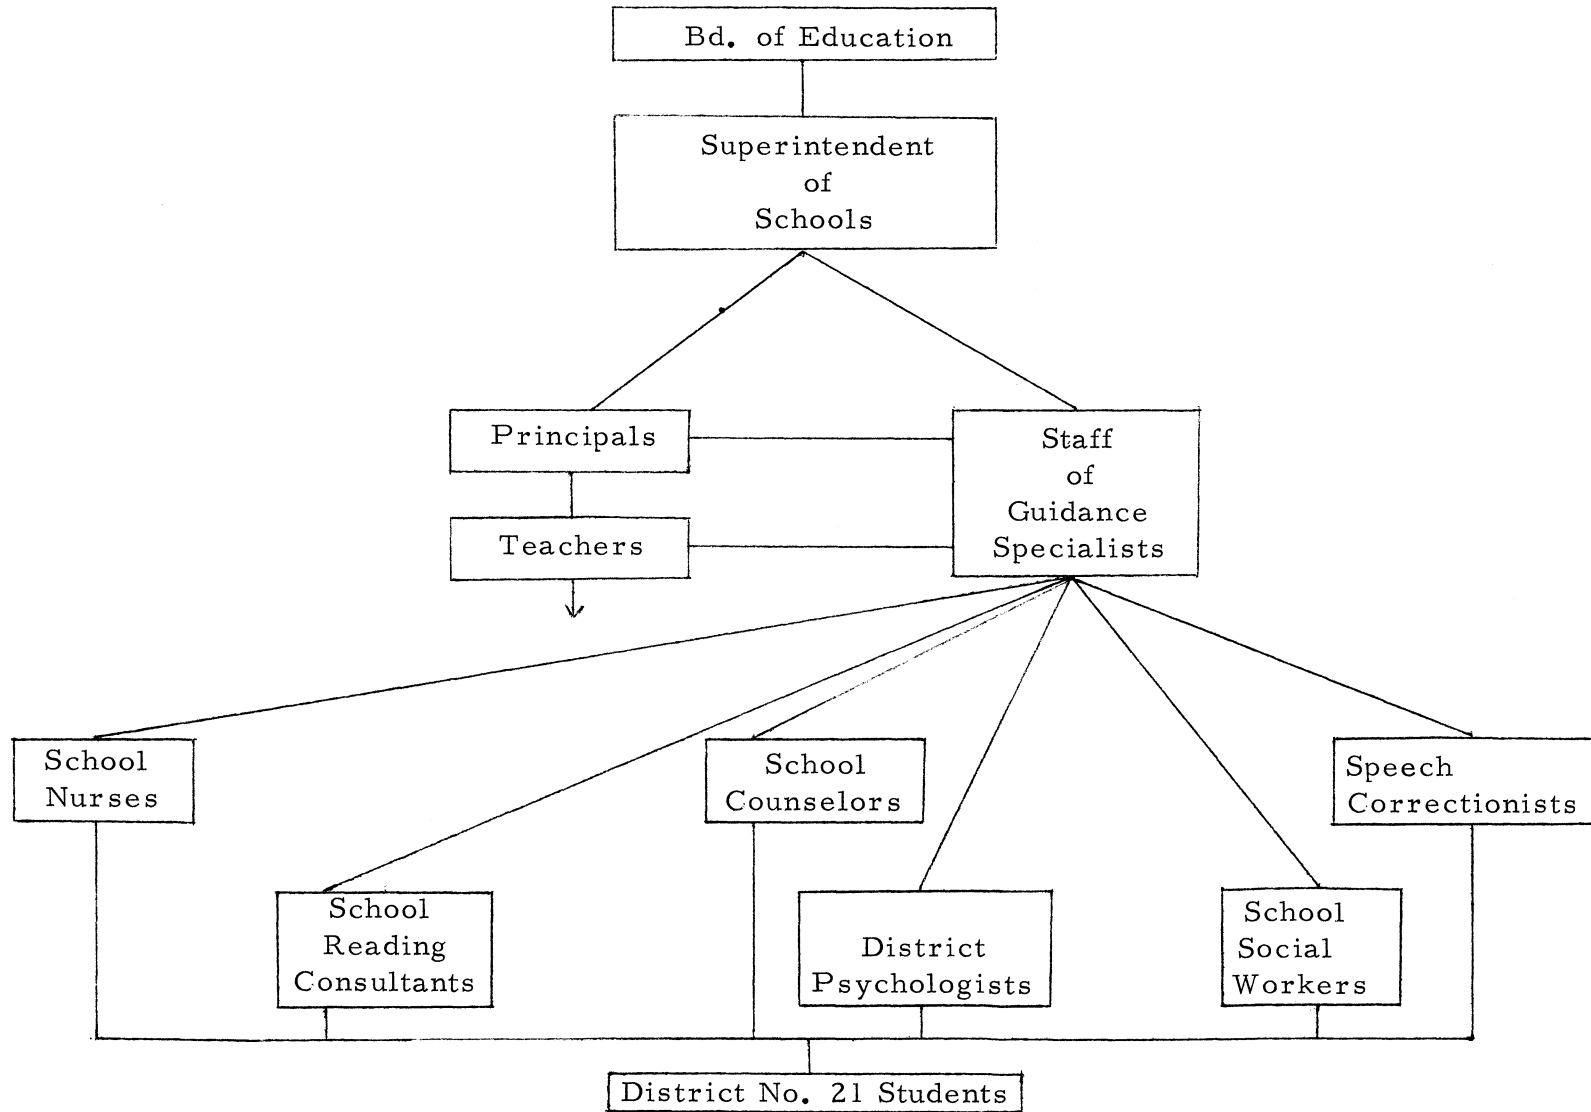 Bd. of Education
Superintendent
of
Schools
Principals
Staff
of
Guidance
Specialists
Teachers
School
Nurses
School
Counselors
Speech
Correctionists
School
Reading
Consultants
District
Psychologists
School
Social
Workers
District No. 21 Students